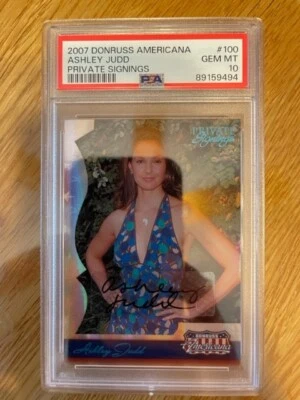 2007 DONRUSS AMERICANA #100
ASHLEY JUDD GEM MT
PRIVATE SIGNINGS 10
PSA 89159494
PRIVATE
Signings
Ashley
Judd
Ashley Judd
DONRUSS
Americana